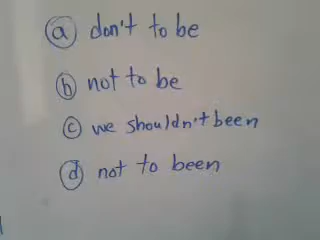 a don't to be
b not to be
c we shouldn't been
d not to been